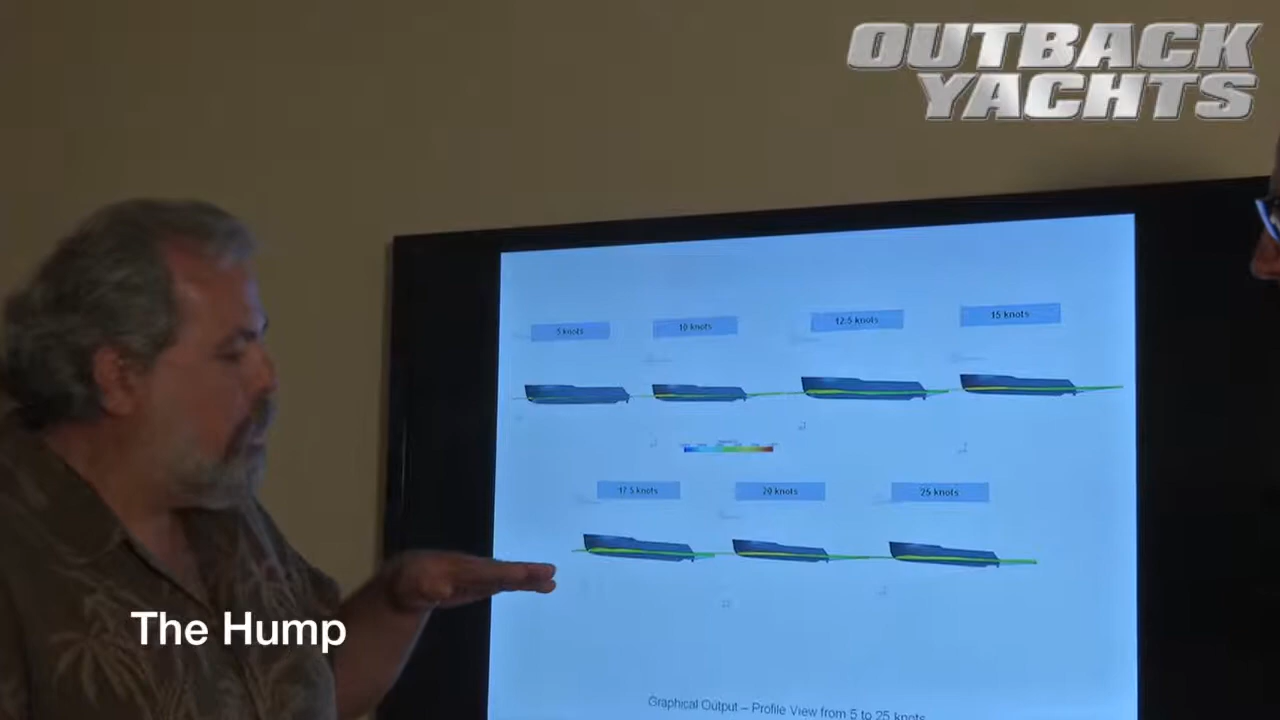 OUTBACK
YACHTS
5 knots
10 knots
12.5 knots
15 knots
17.5 knots
20 knots
25 knots
The Hump
Graphical Output – Profile View from 5 to 25 knots